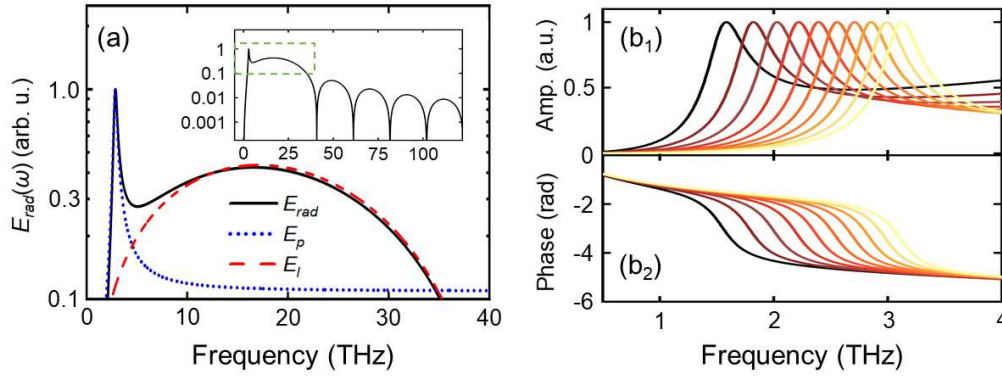 (a)
1
0.1
0.01
0.001
0 25 50 75 100
1.0
0.3
0.1
E_rad(ω) (arb. u.)
E_rad
E_p
E_l
0 10 20 30 40
Frequency (THz)
(b₁)
1
0.5
0
Amp. (a.u.)
(b₂)
-2
-4
-6
Phase (rad)
1 2 3 4
Frequency (THz)